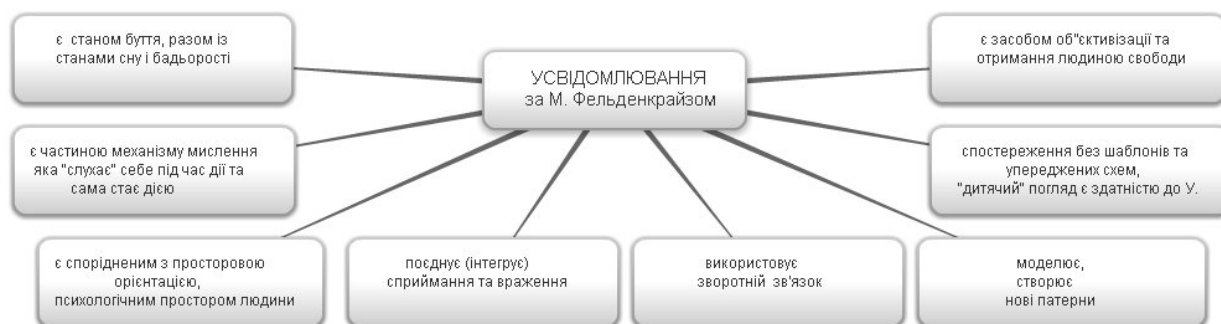 УСВІДОМЛЮВАННЯ
за М. Фельденкрайзом
є станом буття, разом із
станами сну і бадьорості
є засобом об"єктивізації та
отримання людиною свободи
є частиною механізму мислення
яка "слухає" себе під час дії та
сама стає дією
спостереження без шаблонів та
упереджених схем,
"дитячий" погляд є здатністю до У.
є спорідненим з просторовою
орієнтацією,
психологічним простором людини
поєднує (інтегрує)
сприймання та враження
використовує
зворотній зв'язок
моделює,
створює
нові патерни